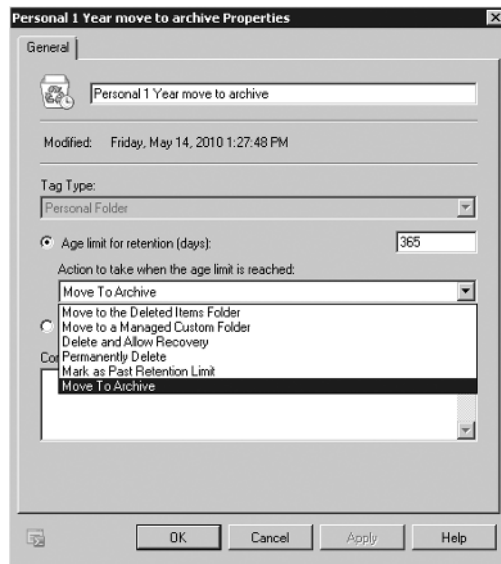 Personal 1 Year move to archive Properties
General
Personal 1 Year move to archive
Modified: Friday, May 14, 2010 1:27:48 PM
Tag Type:
Personal Folder
Age limit for retention (days): 365
Action to take when the age limit is reached:
Move To Archive
Move to the Deleted Items Folder
Move to a Managed Custom Folder
Delete and Allow Recovery
Permanently Delete
Co
Mark as Past Retention Limit
Move To Archive
OK Cancel Apply Help